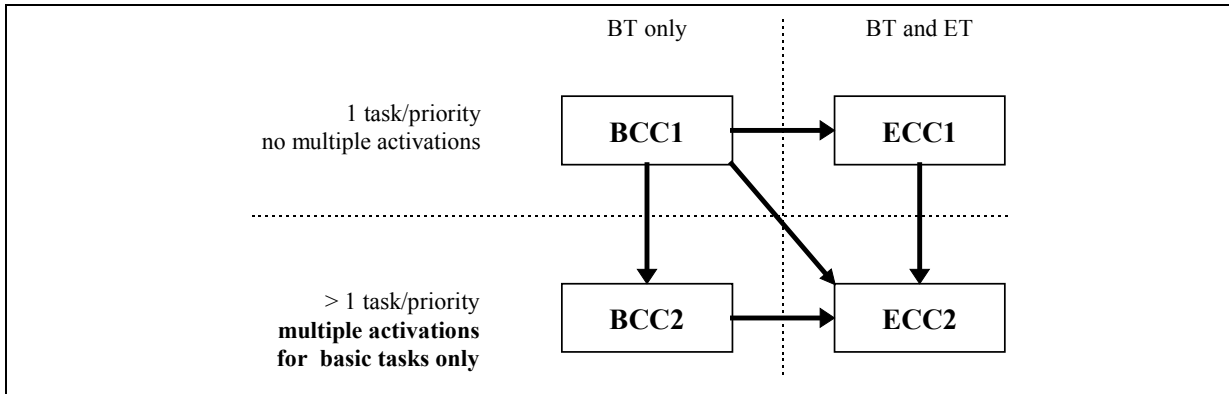 BT only
BT and ET
1 task/priority
no multiple activations
BCC1
ECC1
> 1 task/priority
multiple activations
for basic tasks only
BCC2
ECC2